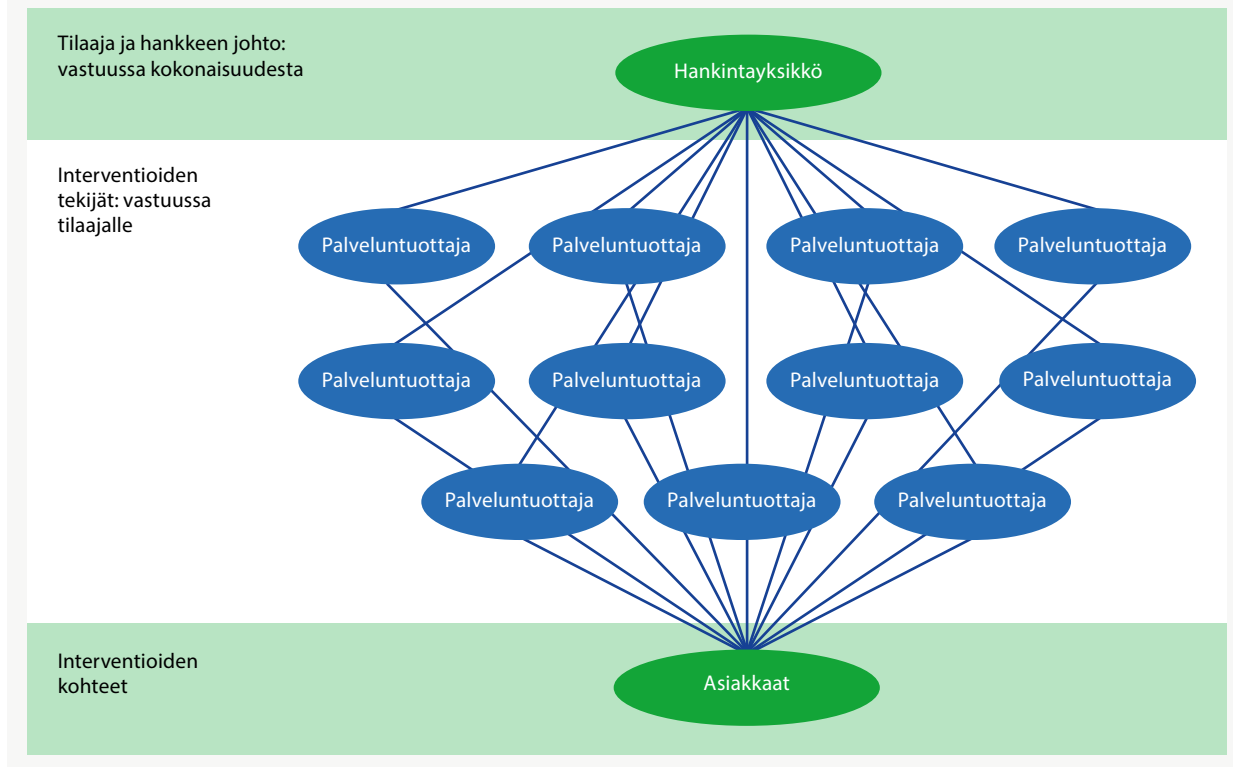 Tilaaja ja hankkeen johto:
vastuussa kokonaisuudesta
Hankintayksikkö
Interventioiden
tekijät: vastuussa
tilaajalle
Palveluntuottaja
Palveluntuottaja
Palveluntuottaja
Palveluntuottaja
Palveluntuottaja
Palveluntuottaja
Palveluntuottaja
Palveluntuottaja
Palveluntuottaja
Palveluntuottaja
Palveluntuottaja
Interventioiden
kohteet
Asiakkaat